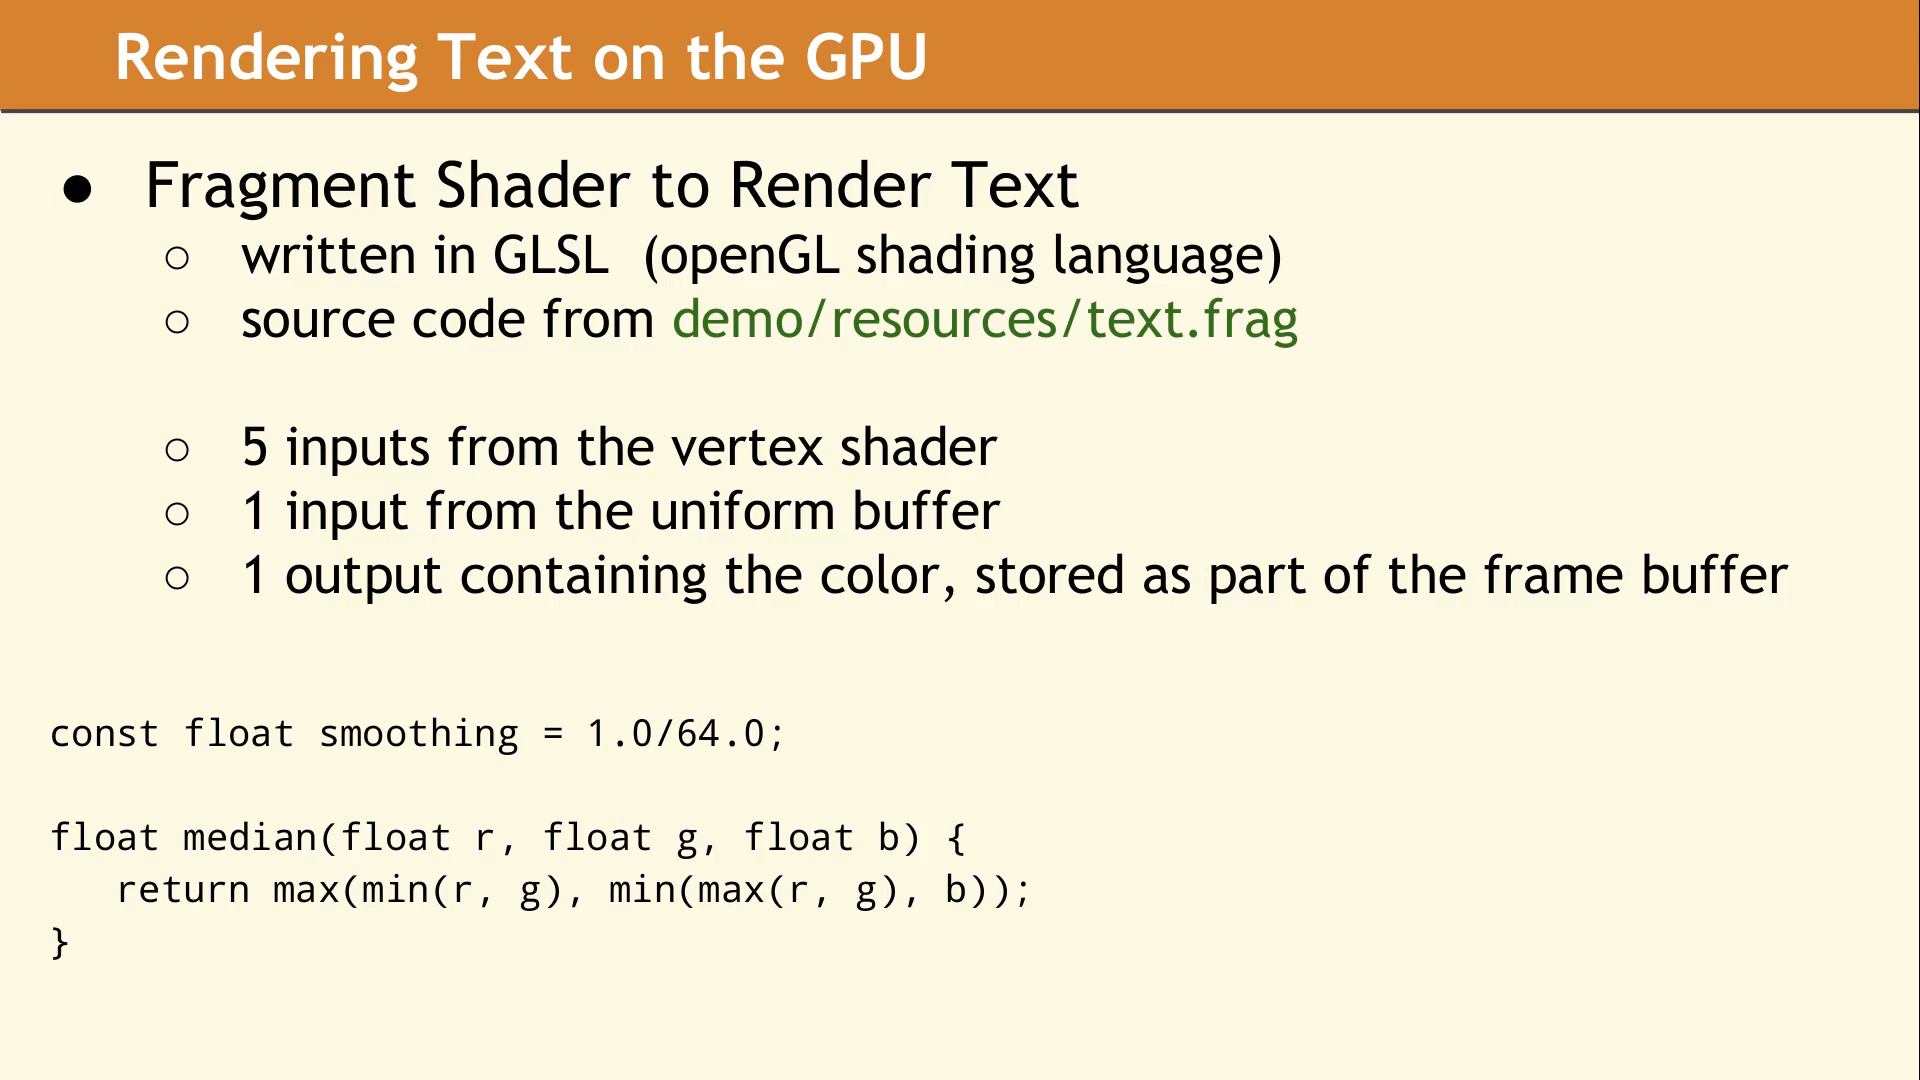 Rendering Text on the GPU
● Fragment Shader to Render Text
○ written in GLSL  (openGL shading language)
○ source code from demo/resources/text.frag
○ 5 inputs from the vertex shader
○ 1 input from the uniform buffer
○ 1 output containing the color, stored as part of the frame buffer
const float smoothing = 1.0/64.0;
float median(float r, float g, float b) {
   return max(min(r, g), min(max(r, g), b));
}